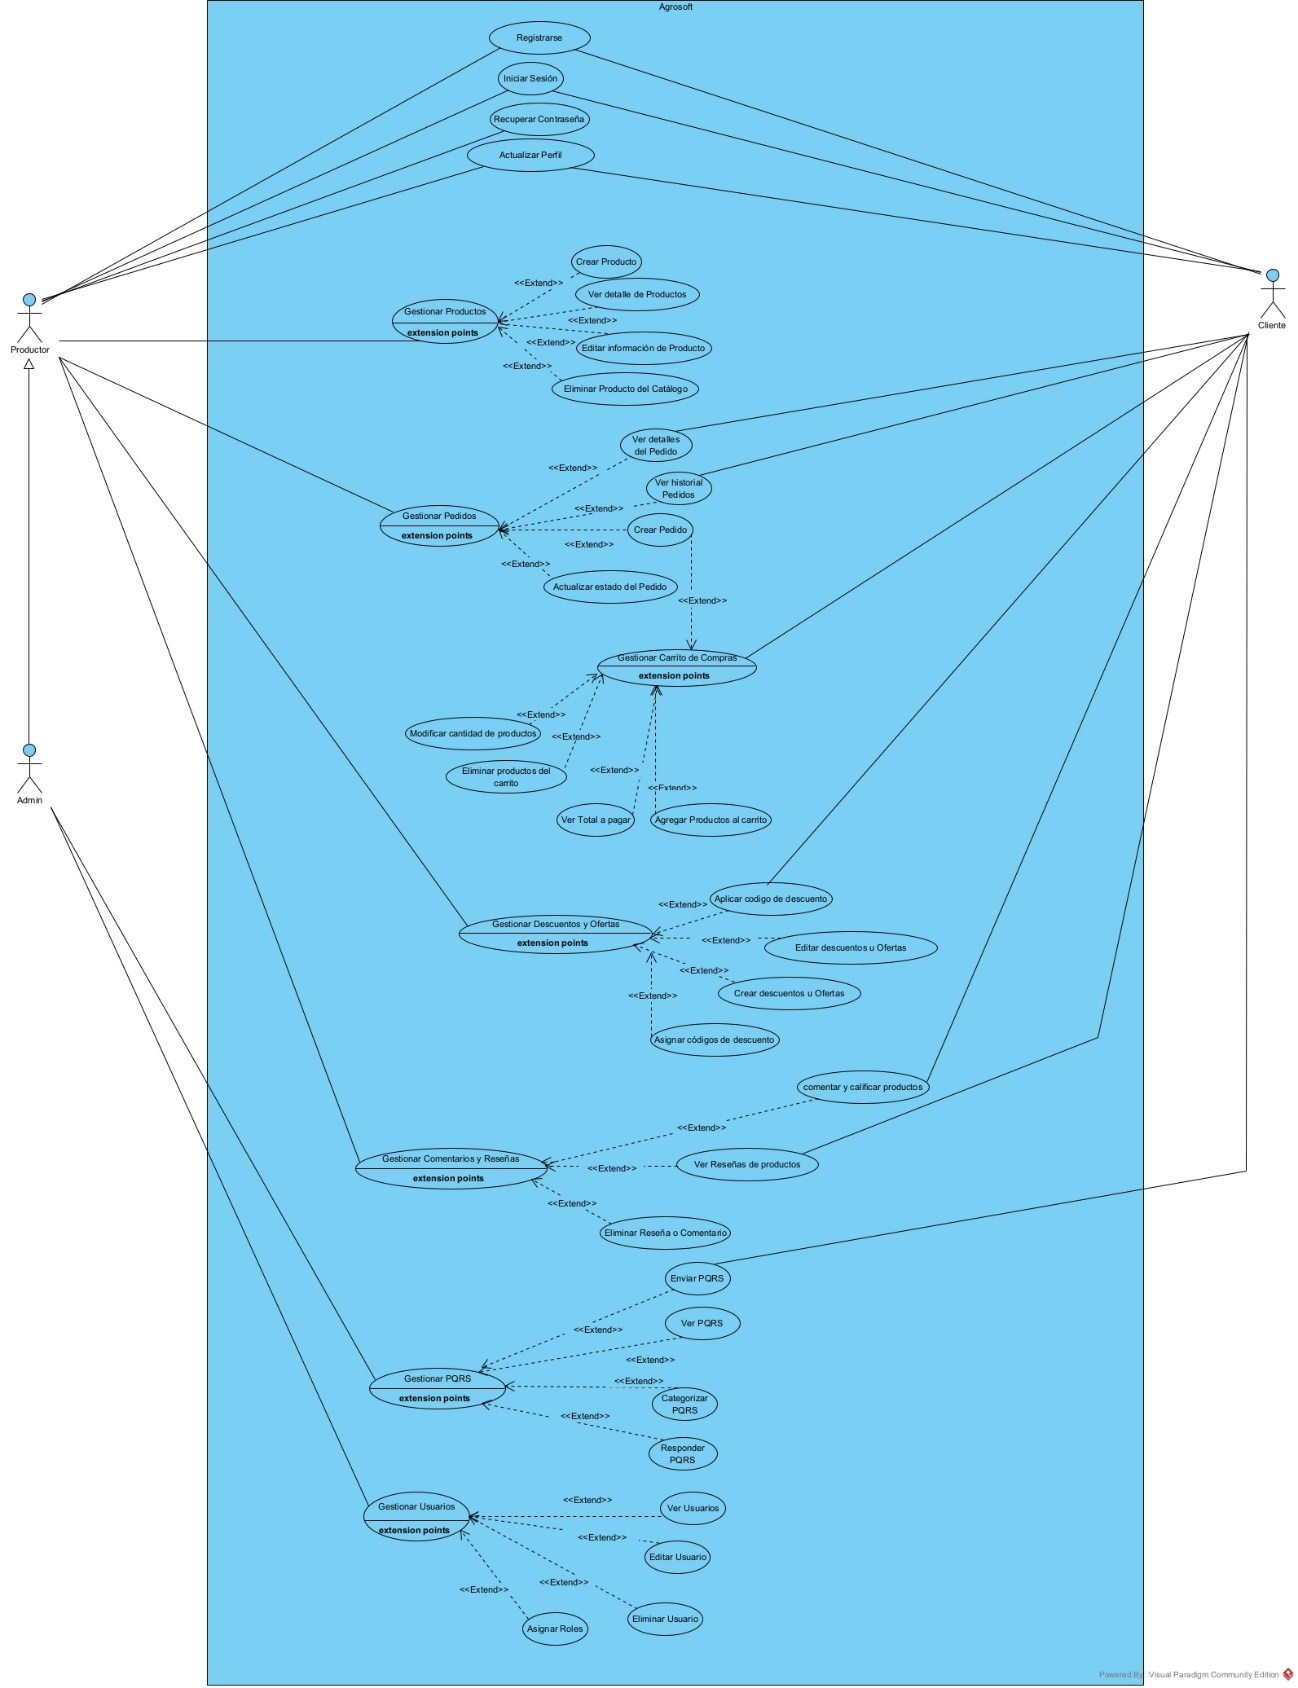 Agrosoft
Registrarse
Iniciar Sesión
Recuperar Contraseña
Actualizar Perfil
Productor
Cliente
Admin
Crear Producto
<<Extend>>
Ver detalle de Productos
Gestionar Productos
<<Extend>>
extension points
<<Extend>>
Editar información de Producto
<<Extend>>
Eliminar Producto del Catálogo
Ver detalles
del Pedido
<<Extend>>
Ver historial
Pedidos
<<Extend>>
Gestionar Pedidos
extension points
Crear Pedido
<<Extend>>
<<Extend>>
Actualizar estado del Pedido
<<Extend>>
Gestionar Carrito de Compras
extension points
<<Extend>>
Modificar cantidad de productos
<<Extend>>
Eliminar productos del
carrito
<<Extend>>
<<Extend>>
Ver Total a pagar
Agregar Productos al carrito
Aplicar codigo de descuento
<<Extend>>
Gestionar Descuentos y Ofertas
extension points
<<Extend>>
Editar descuentos u Ofertas
<<Extend>>
Crear descuentos u Ofertas
<<Extend>>
Asignar códigos de descuento
comentar y calificar productos
<<Extend>>
Gestionar Comentarios y Reseñas
extension points
<<Extend>>
Ver Reseñas de productos
<<Extend>>
Eliminar Reseña o Comentario
Enviar PQRS
<<Extend>>
Ver PQRS
<<Extend>>
Gestionar PQRS
extension points
<<Extend>>
Categorizar
PQRS
<<Extend>>
Responder
PQRS
Gestionar Usuarios
extension points
<<Extend>>
Ver Usuarios
<<Extend>>
Editar Usuario
<<Extend>>
<<Extend>>
Eliminar Usuario
Asignar Roles
Powered By Visual Paradigm Community Edition